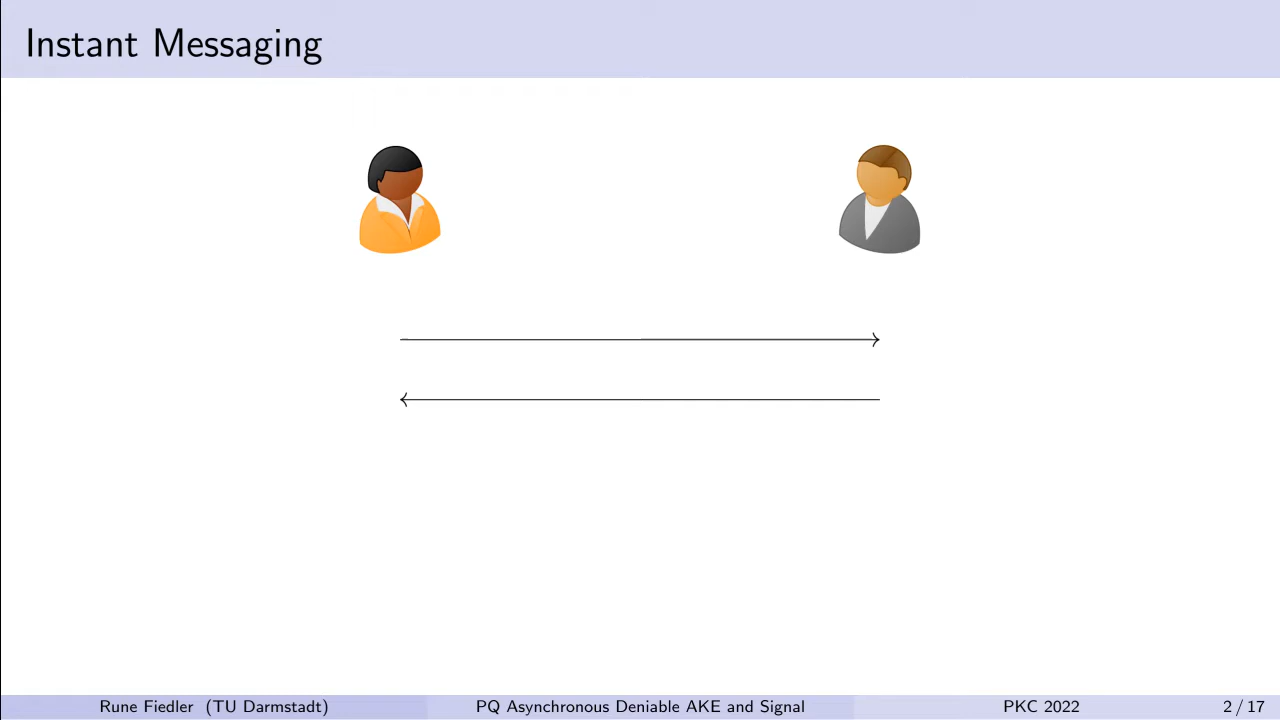 Instant Messaging
Rune Fiedler (TU Darmstadt)
PQ Asynchronous Deniable AKE and Signal
PKC 2022
2 / 17